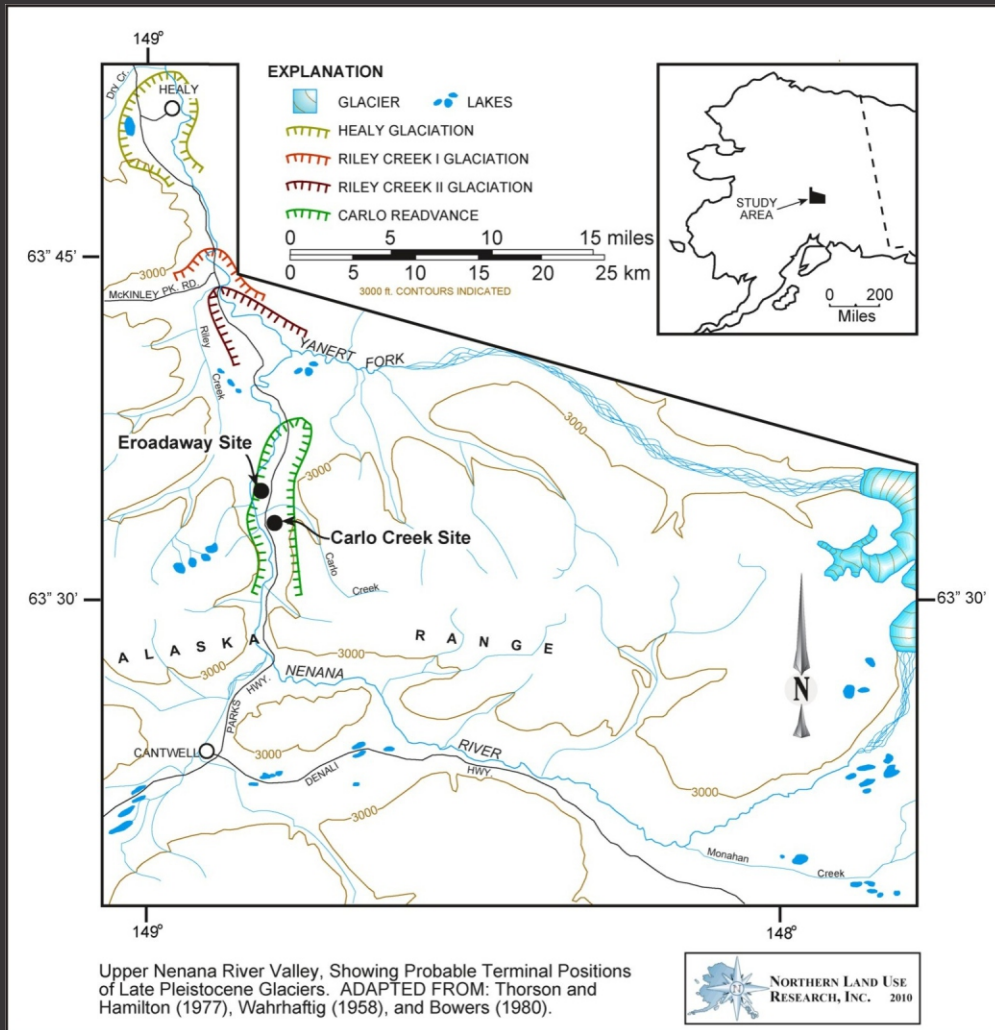 149°
Dry Cr.
HEALY
EXPLANATION
GLACIER LAKES
HEALY GLACIATION
RILEY CREEK I GLACIATION
RILEY CREEK II GLACIATION
CARLO READVANCE
0 5 10 15 miles
0 5 10 15 20 25 km
3000 ft. CONTOURS INDICATED
STUDY
AREA
0 200
Miles
63" 45'
3000
McKINLEY PK. RD.
Riley
Creek
YANERT FORK
3000
Eroadaway Site
3000
Carlo Creek Site
Carlo
Creek
63" 30'
63" 30'
ALASKA RANGE
3000
3000
NENANA
N
PARKS
HWY.
CANTWELL
3000
RIVER
DENALI
HWY.
3000
3000
Monahan
Creek
149°
148°
Upper Nenana River Valley, Showing Probable Terminal Positions
of Late Pleistocene Glaciers. ADAPTED FROM: Thorson and
Hamilton (1977), Wahrhaftig (1958), and Bowers (1980).
N
NORTHERN LAND USE
RESEARCH, INC. 2010